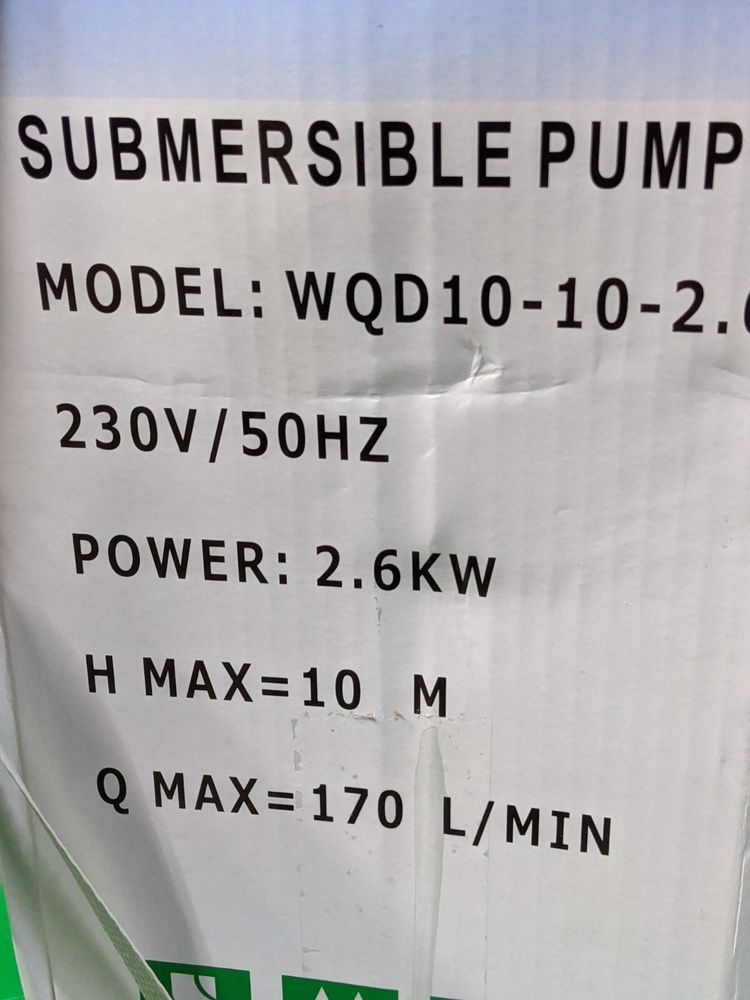 SUBMERSIBLE PUMP
MODEL: WQD10-10-2.
230V/50HZ
POWER: 2.6KW
H MAX=10 M
Q MAX=170 L/MIN